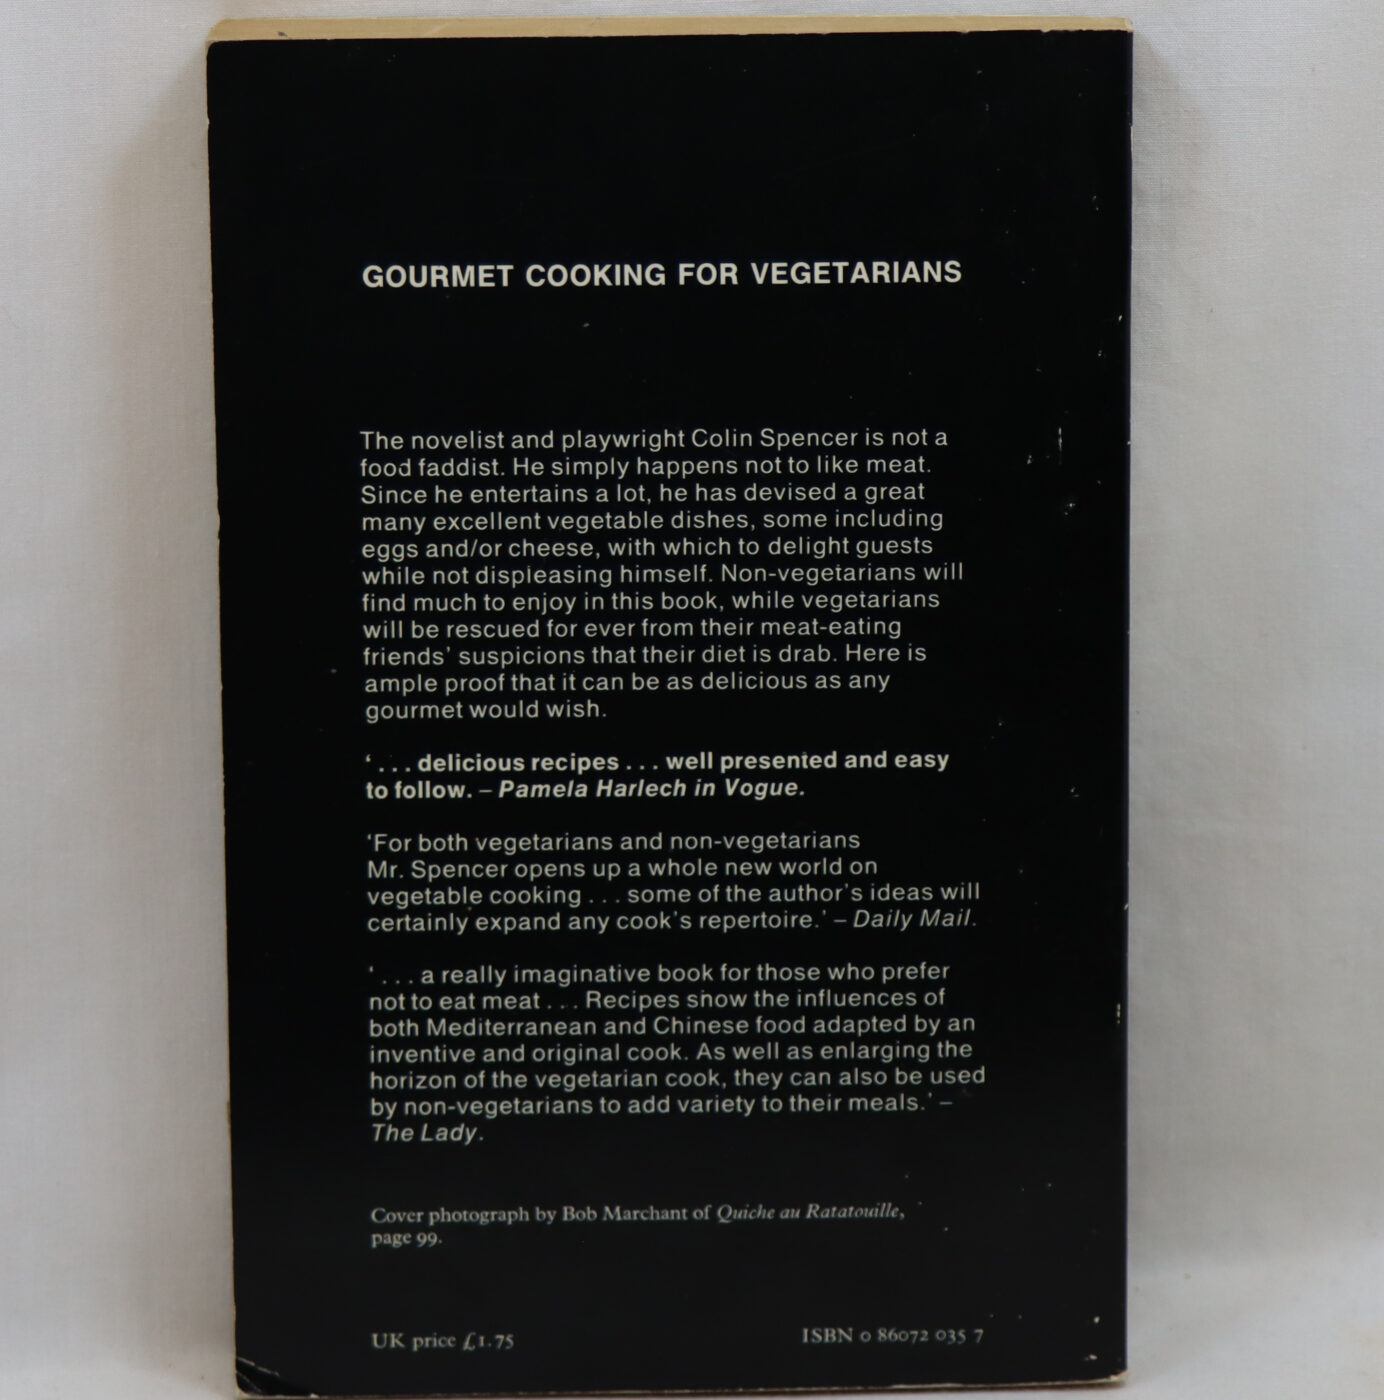 GOURMET COOKING FOR VEGETARIANS
The novelist and playwright Colin Spencer is not a
food faddist. He simply happens not to like meat.
Since he entertains a lot, he has devised a great
many excellent vegetable dishes, some including
eggs and/or cheese, with which to delight guests
while not displeasing himself. Non-vegetarians will
find much to enjoy in this book, while vegetarians
will be rescued for ever from their meat-eating
friends' suspicions that their diet is drab. Here is
ample proof that it can be as delicious as any
gourmet would wish.
‘ . . . delicious recipes . . . well presented and easy
to follow. – Pamela Harlech in Vogue.
‘For both vegetarians and non-vegetarians
Mr. Spencer opens up a whole new world on
vegetable cooking . . . some of the author's ideas will
certainly expand any cook's repertoire.’ – Daily Mail.
‘ . . . a really imaginative book for those who prefer
not to eat meat . . . Recipes show the influences of
both Mediterranean and Chinese food adapted by an
inventive and original cook. As well as enlarging the
horizon of the vegetarian cook, they can also be used
by non-vegetarians to add variety to their meals.’ –
The Lady.
Cover photograph by Bob Marchant of Quiche au Ratatouille,
page 99.
UK price £1.75
ISBN 0 86072 035 7